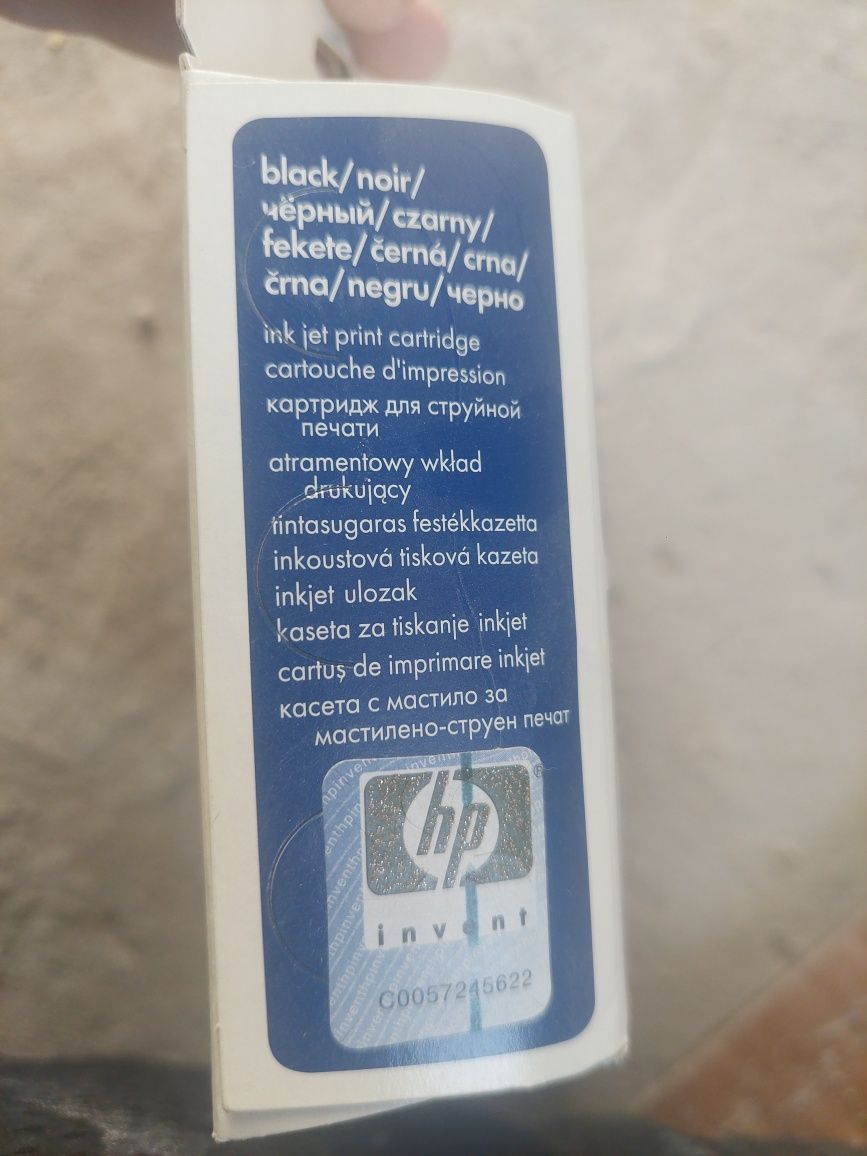 black/noir/
чёрный/czarny/
fekete/černá/crna/
črna/negru/черно
ink jet print cartridge
cartouche d'impression
картридж для струйной
печати
atramentowy wkład
drukujący
tintasugaras festékkazetta
inkoustová tisková kazeta
inkjet ulozak
kaseta za tiskanje inkjet
cartuş de imprimare inkjet
касета с мастило за
мастилено-струен печат
hp
®
invent
C0057245622